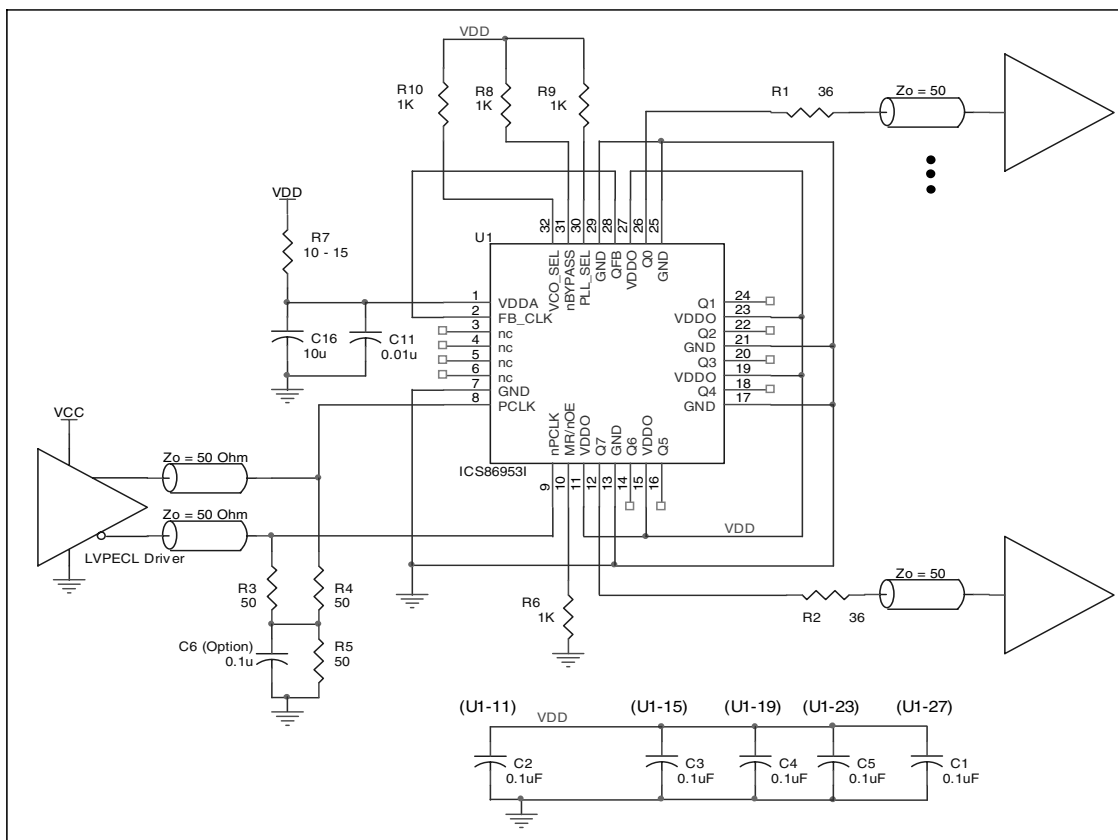 VDD
R10
1K
R8
1K
R9
1K
R1 36
Zo = 50
VDD
R7
10 - 15
C16
10u
C11
0.01u
U1
32
31
30
29
28
27
26
25
VCO_SEL
nBYPASS
PLL_SEL
GND
QFB
VDDO
Q0
GND
1 VDDA
2 FB_CLK
3 nc
4 nc
5 nc
6 nc
7 GND
8 PCLK
Q1 24
VDDO 23
Q2 22
GND 21
Q3 20
VDDO 19
Q4 18
GND 17
nPCLK
MR/nOE
VDDO
Q7
GND
Q6
VDDO
Q5
ICS86953I
9
10
11
12
13
14
15
16
VCC
Zo = 50 Ohm
Zo = 50 Ohm
LVPECL Driver
VDD
R3
50
R4
50
C6 (Option)
0.1u
R5
50
R6
1K
Zo = 50
R2 36
(U1-11) (U1-15) (U1-19) (U1-23) (U1-27)
VDD
C2
0.1uF
C3
0.1uF
C4
0.1uF
C5
0.1uF
C1
0.1uF